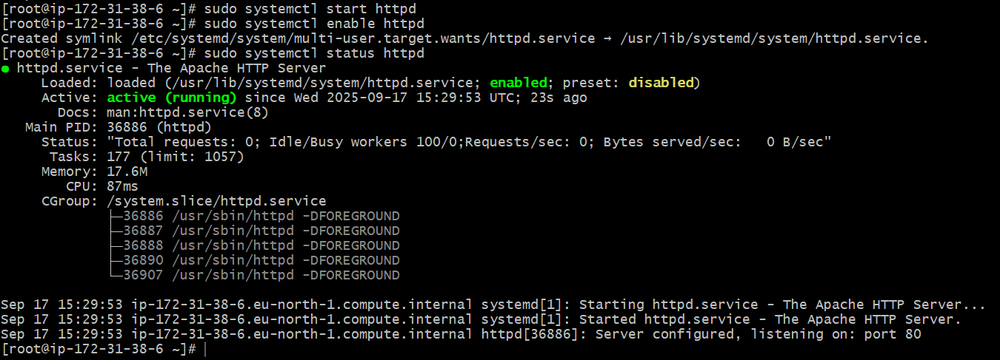 [root@ip-172-31-38-6 ~]# sudo systemctl start httpd
[root@ip-172-31-38-6 ~]# sudo systemctl enable httpd
Created symlink /etc/systemd/system/multi-user.target.wants/httpd.service → /usr/lib/systemd/system/httpd.service.
[root@ip-172-31-38-6 ~]# sudo systemctl status httpd
● httpd.service - The Apache HTTP Server
     Loaded: loaded (/usr/lib/systemd/system/httpd.service; enabled; preset: disabled)
     Active: active (running) since Wed 2025-09-17 15:29:53 UTC; 23s ago
       Docs: man:httpd.service(8)
   Main PID: 36886 (httpd)
     Status: "Total requests: 0; Idle/Busy workers 100/0;Requests/sec: 0; Bytes served/sec:   0 B/sec"
      Tasks: 177 (limit: 1057)
     Memory: 17.6M
        CPU: 87ms
     CGroup: /system.slice/httpd.service
             ├─36886 /usr/sbin/httpd -DFOREGROUND
             ├─36887 /usr/sbin/httpd -DFOREGROUND
             ├─36888 /usr/sbin/httpd -DFOREGROUND
             ├─36890 /usr/sbin/httpd -DFOREGROUND
             └─36907 /usr/sbin/httpd -DFOREGROUND

Sep 17 15:29:53 ip-172-31-38-6.eu-north-1.compute.internal systemd[1]: Starting httpd.service - The Apache HTTP Server...
Sep 17 15:29:53 ip-172-31-38-6.eu-north-1.compute.internal systemd[1]: Started httpd.service - The Apache HTTP Server.
Sep 17 15:29:53 ip-172-31-38-6.eu-north-1.compute.internal httpd[36886]: Server configured, listening on: port 80
[root@ip-172-31-38-6 ~]#